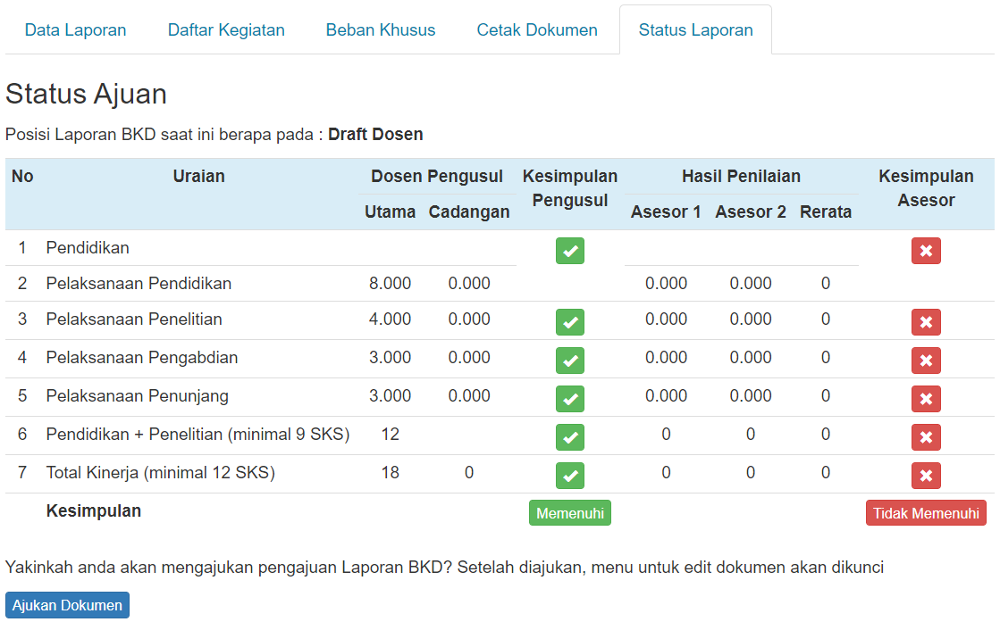 Data Laporan Daftar Kegiatan Beban Khusus Cetak Dokumen Status Laporan
Status Ajuan
Posisi Laporan BKD saat ini berapa pada : Draft Dosen
No Uraian Dosen Pengusul Kesimpulan Pengusul Hasil Penilaian Kesimpulan Asesor
Utama Cadangan Asesor 1 Asesor 2 Rerata
1 Pendidikan
2 Pelaksanaan Pendidikan 8.000 0.000 0.000 0.000 0
3 Pelaksanaan Penelitian 4.000 0.000 0.000 0.000 0
4 Pelaksanaan Pengabdian 3.000 0.000 0.000 0.000 0
5 Pelaksanaan Penunjang 3.000 0.000 0.000 0.000 0
6 Pendidikan + Penelitian (minimal 9 SKS) 12 0 0 0
7 Total Kinerja (minimal 12 SKS) 18 0 0 0 0
Kesimpulan Memenuhi Tidak Memenuhi
Yakinkah anda akan mengajukan pengajuan Laporan BKD? Setelah diajukan, menu untuk edit dokumen akan dikunci
Ajukan Dokumen